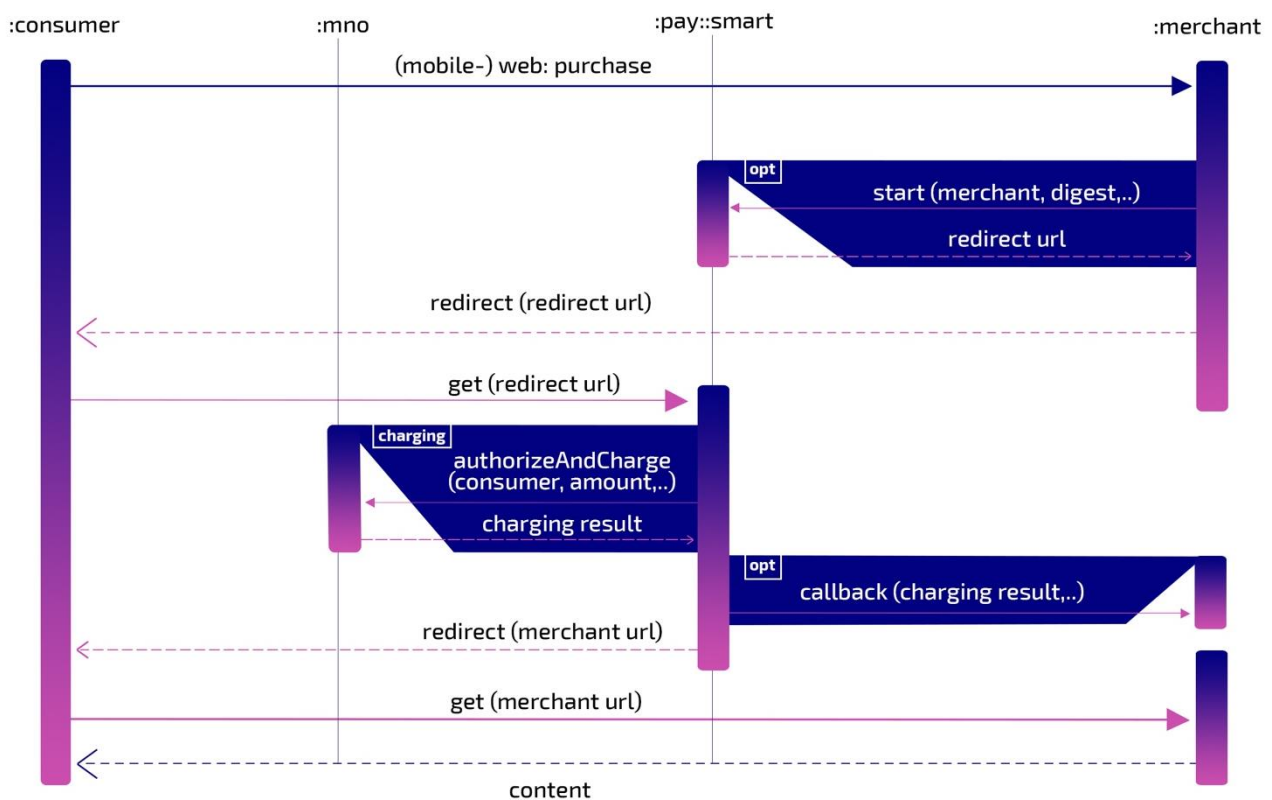 :consumer
:mno
:pay::smart
:merchant
(mobile-) web: purchase
opt
start (merchant, digest,..)
redirect url
redirect (redirect url)
get (redirect url)
charging
authorizeAndCharge
(consumer, amount,..)
charging result
opt
callback (charging result,..)
redirect (merchant url)
get (merchant url)
content